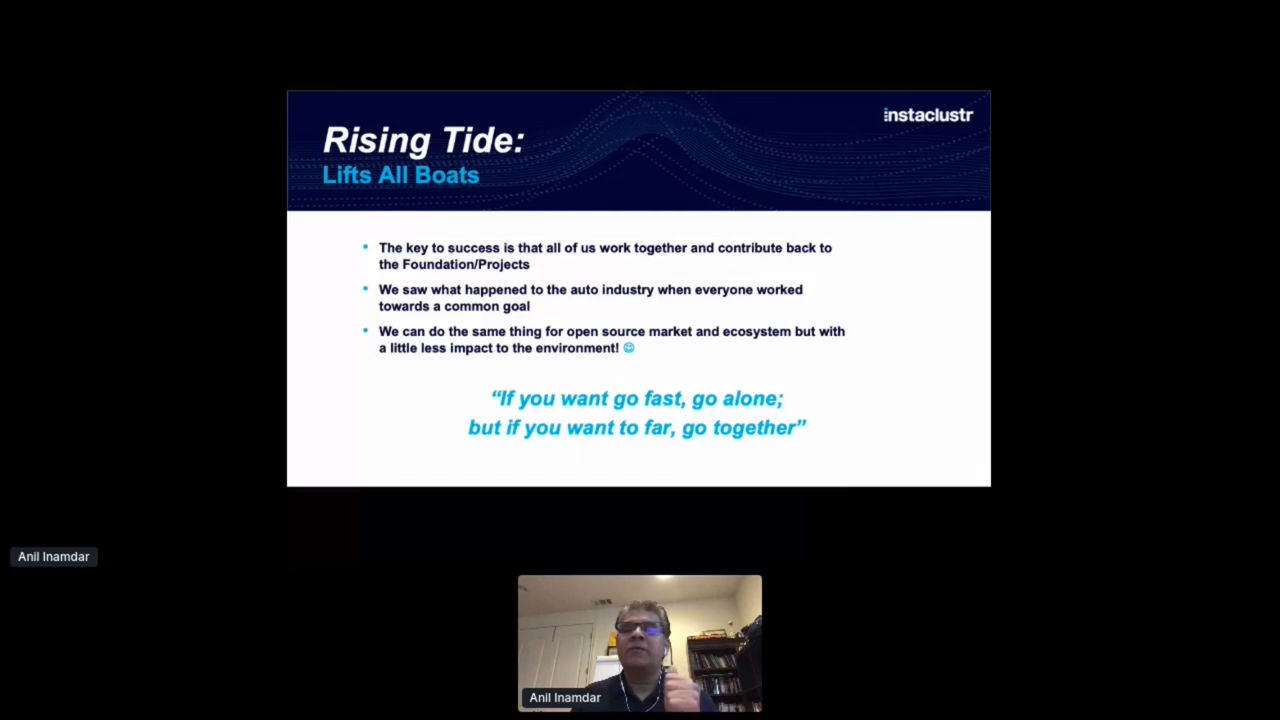 instaclustr
Rising Tide:
Lifts All Boats
• The key to success is that all of us work together and contribute back to
the Foundation/Projects
• We saw what happened to the auto industry when everyone worked
towards a common goal
• We can do the same thing for open source market and ecosystem but with
a little less impact to the environment! ☺
“If you want go fast, go alone;
but if you want to far, go together”
Anil Inamdar
Anil Inamdar